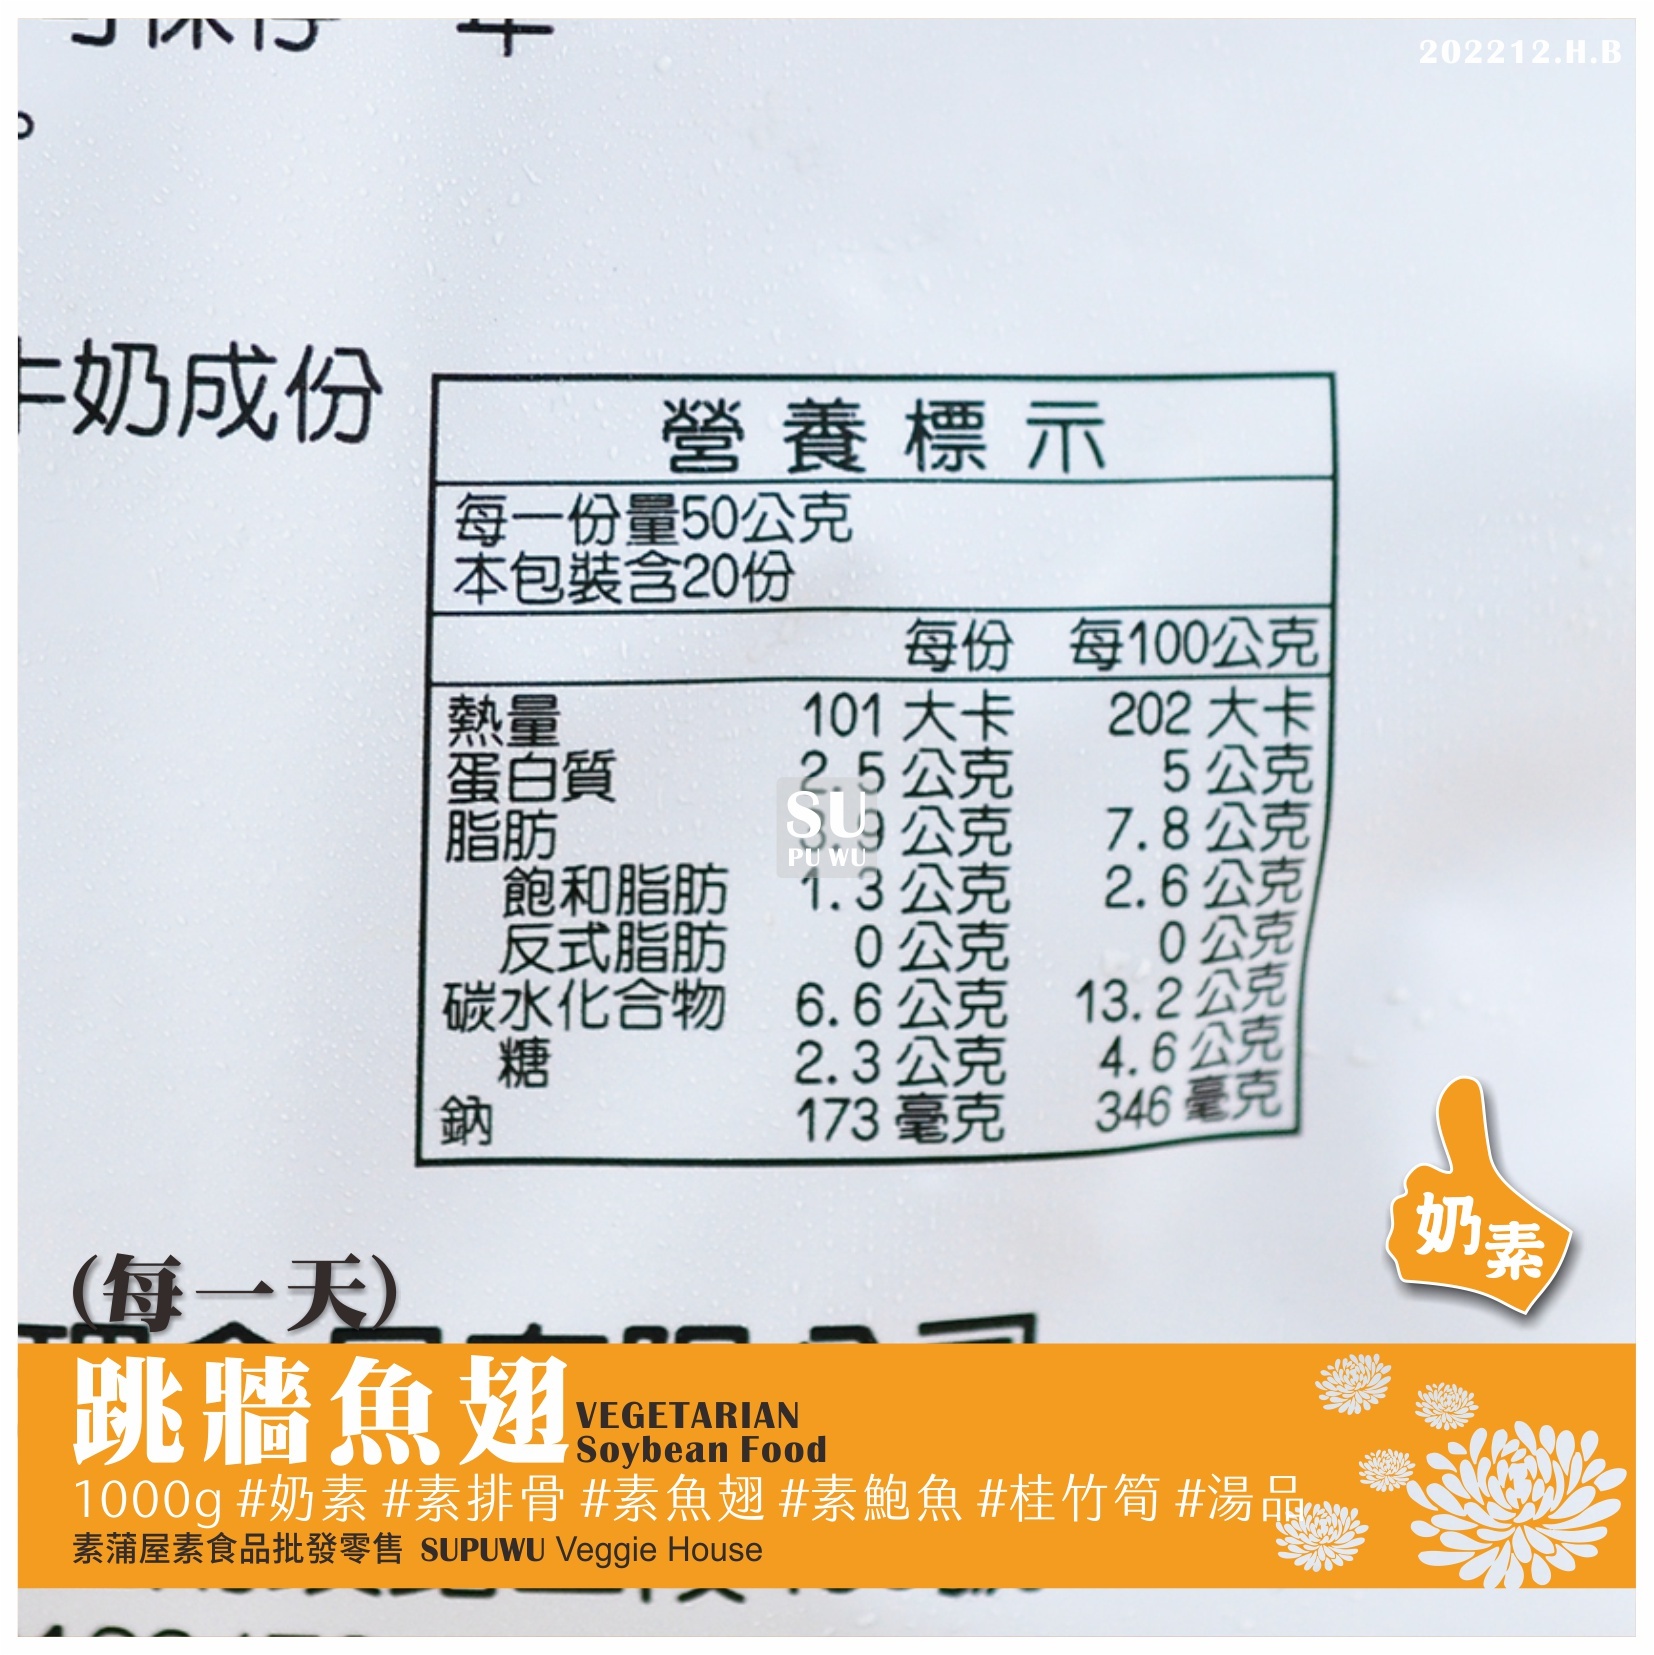 202212.H.B
奶成份
營養標示
每一份量50公克
本包裝含20份
每份 每100公克
熱量 101 大卡 202 大卡
蛋白質 2.5 公克 5 公克
脂肪 3.9 公克 7.8 公克
飽和脂肪 1.3 公克 2.6 公克
反式脂肪 0 公克 0 公克
碳水化合物 6.6 公克 13.2 公克
糖 2.3 公克 4.6 公克
鈉 173 毫克 346 毫克
SU
PU WU
奶素
(每一天)
跳牆魚翅
VEGETARIAN
Soybean Food
1000g #奶素 #素排骨 #素魚翅 #素鮑魚 #桂竹筍 #湯品
素蒲屋素食品批發零售 SUPUWU Veggie House